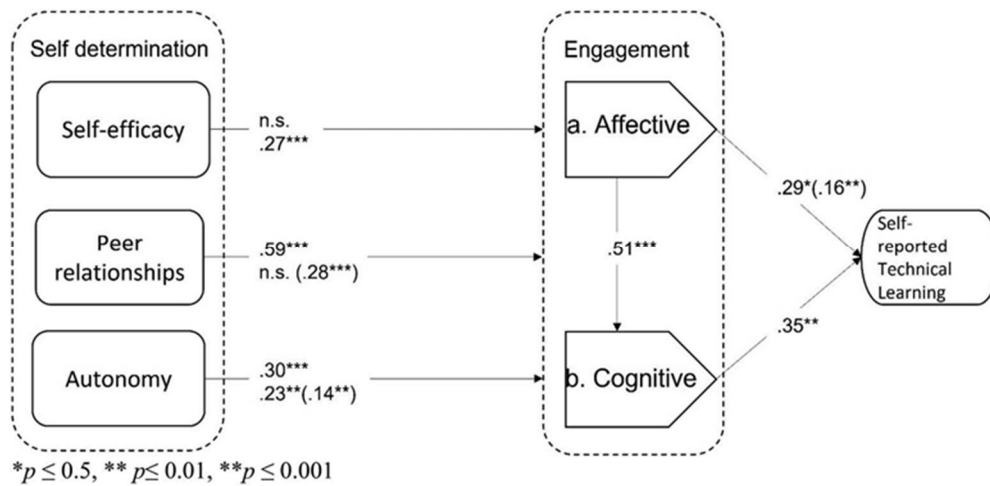 Self determination
Self-efficacy
Peer
relationships
Autonomy
n.s.
.27***
.59***
n.s. (.28***)
.30***
.23**(.14**)
Engagement
a. Affective
.51***
b. Cognitive
.29*(.16**)
.35**
Self-
reported
Technical
Learning
*p ≤ 0.5, ** p≤ 0.01, **p ≤ 0.001